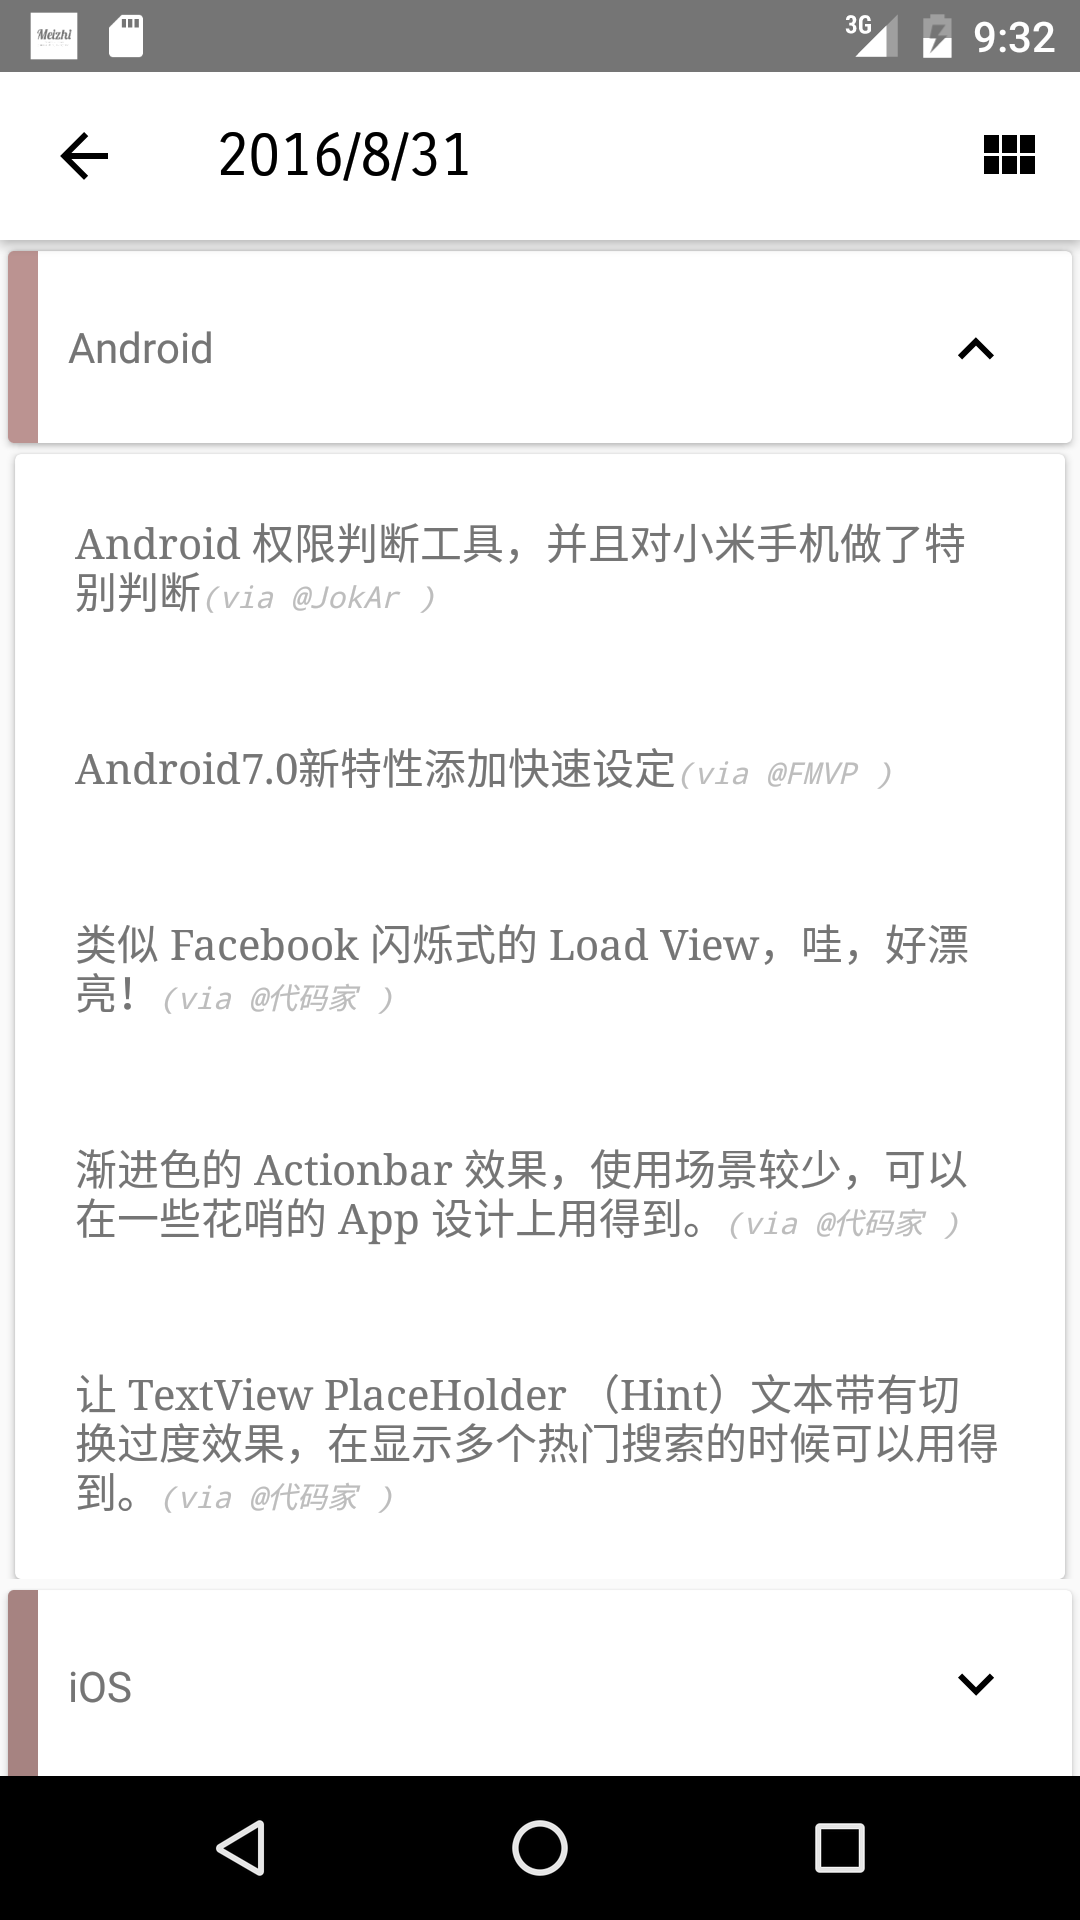 Meizhi
3G
9:32
2016/8/31
Android
Android 权限判断工具，并且对小米手机做了特
别判断(via @JokAr )
Android7.0新特性添加快速设定(via @FMVP )
类似 Facebook 闪烁式的 Load View，哇，好漂
亮！(via @代码家 )
渐进色的 Actionbar 效果，使用场景较少，可以
在一些花哨的 App 设计上用得到。(via @代码家 )
让 TextView PlaceHolder （Hint）文本带有切
换过度效果，在显示多个热门搜索的时候可以用得
到。(via @代码家 )
iOS